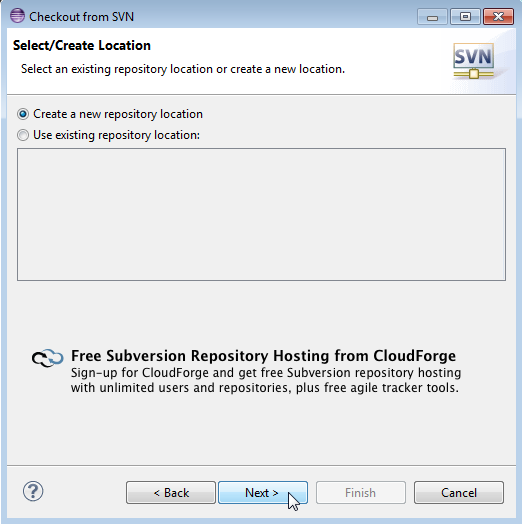 Checkout from SVN
Select/Create Location
Select an existing repository location or create a new location.
SVN
Create a new repository location
Use existing repository location:
Free Subversion Repository Hosting from CloudForge
Sign-up for CloudForge and get free Subversion repository hosting
with unlimited users and repositories, plus free agile tracker tools.
?
< Back
Next >
Finish
Cancel